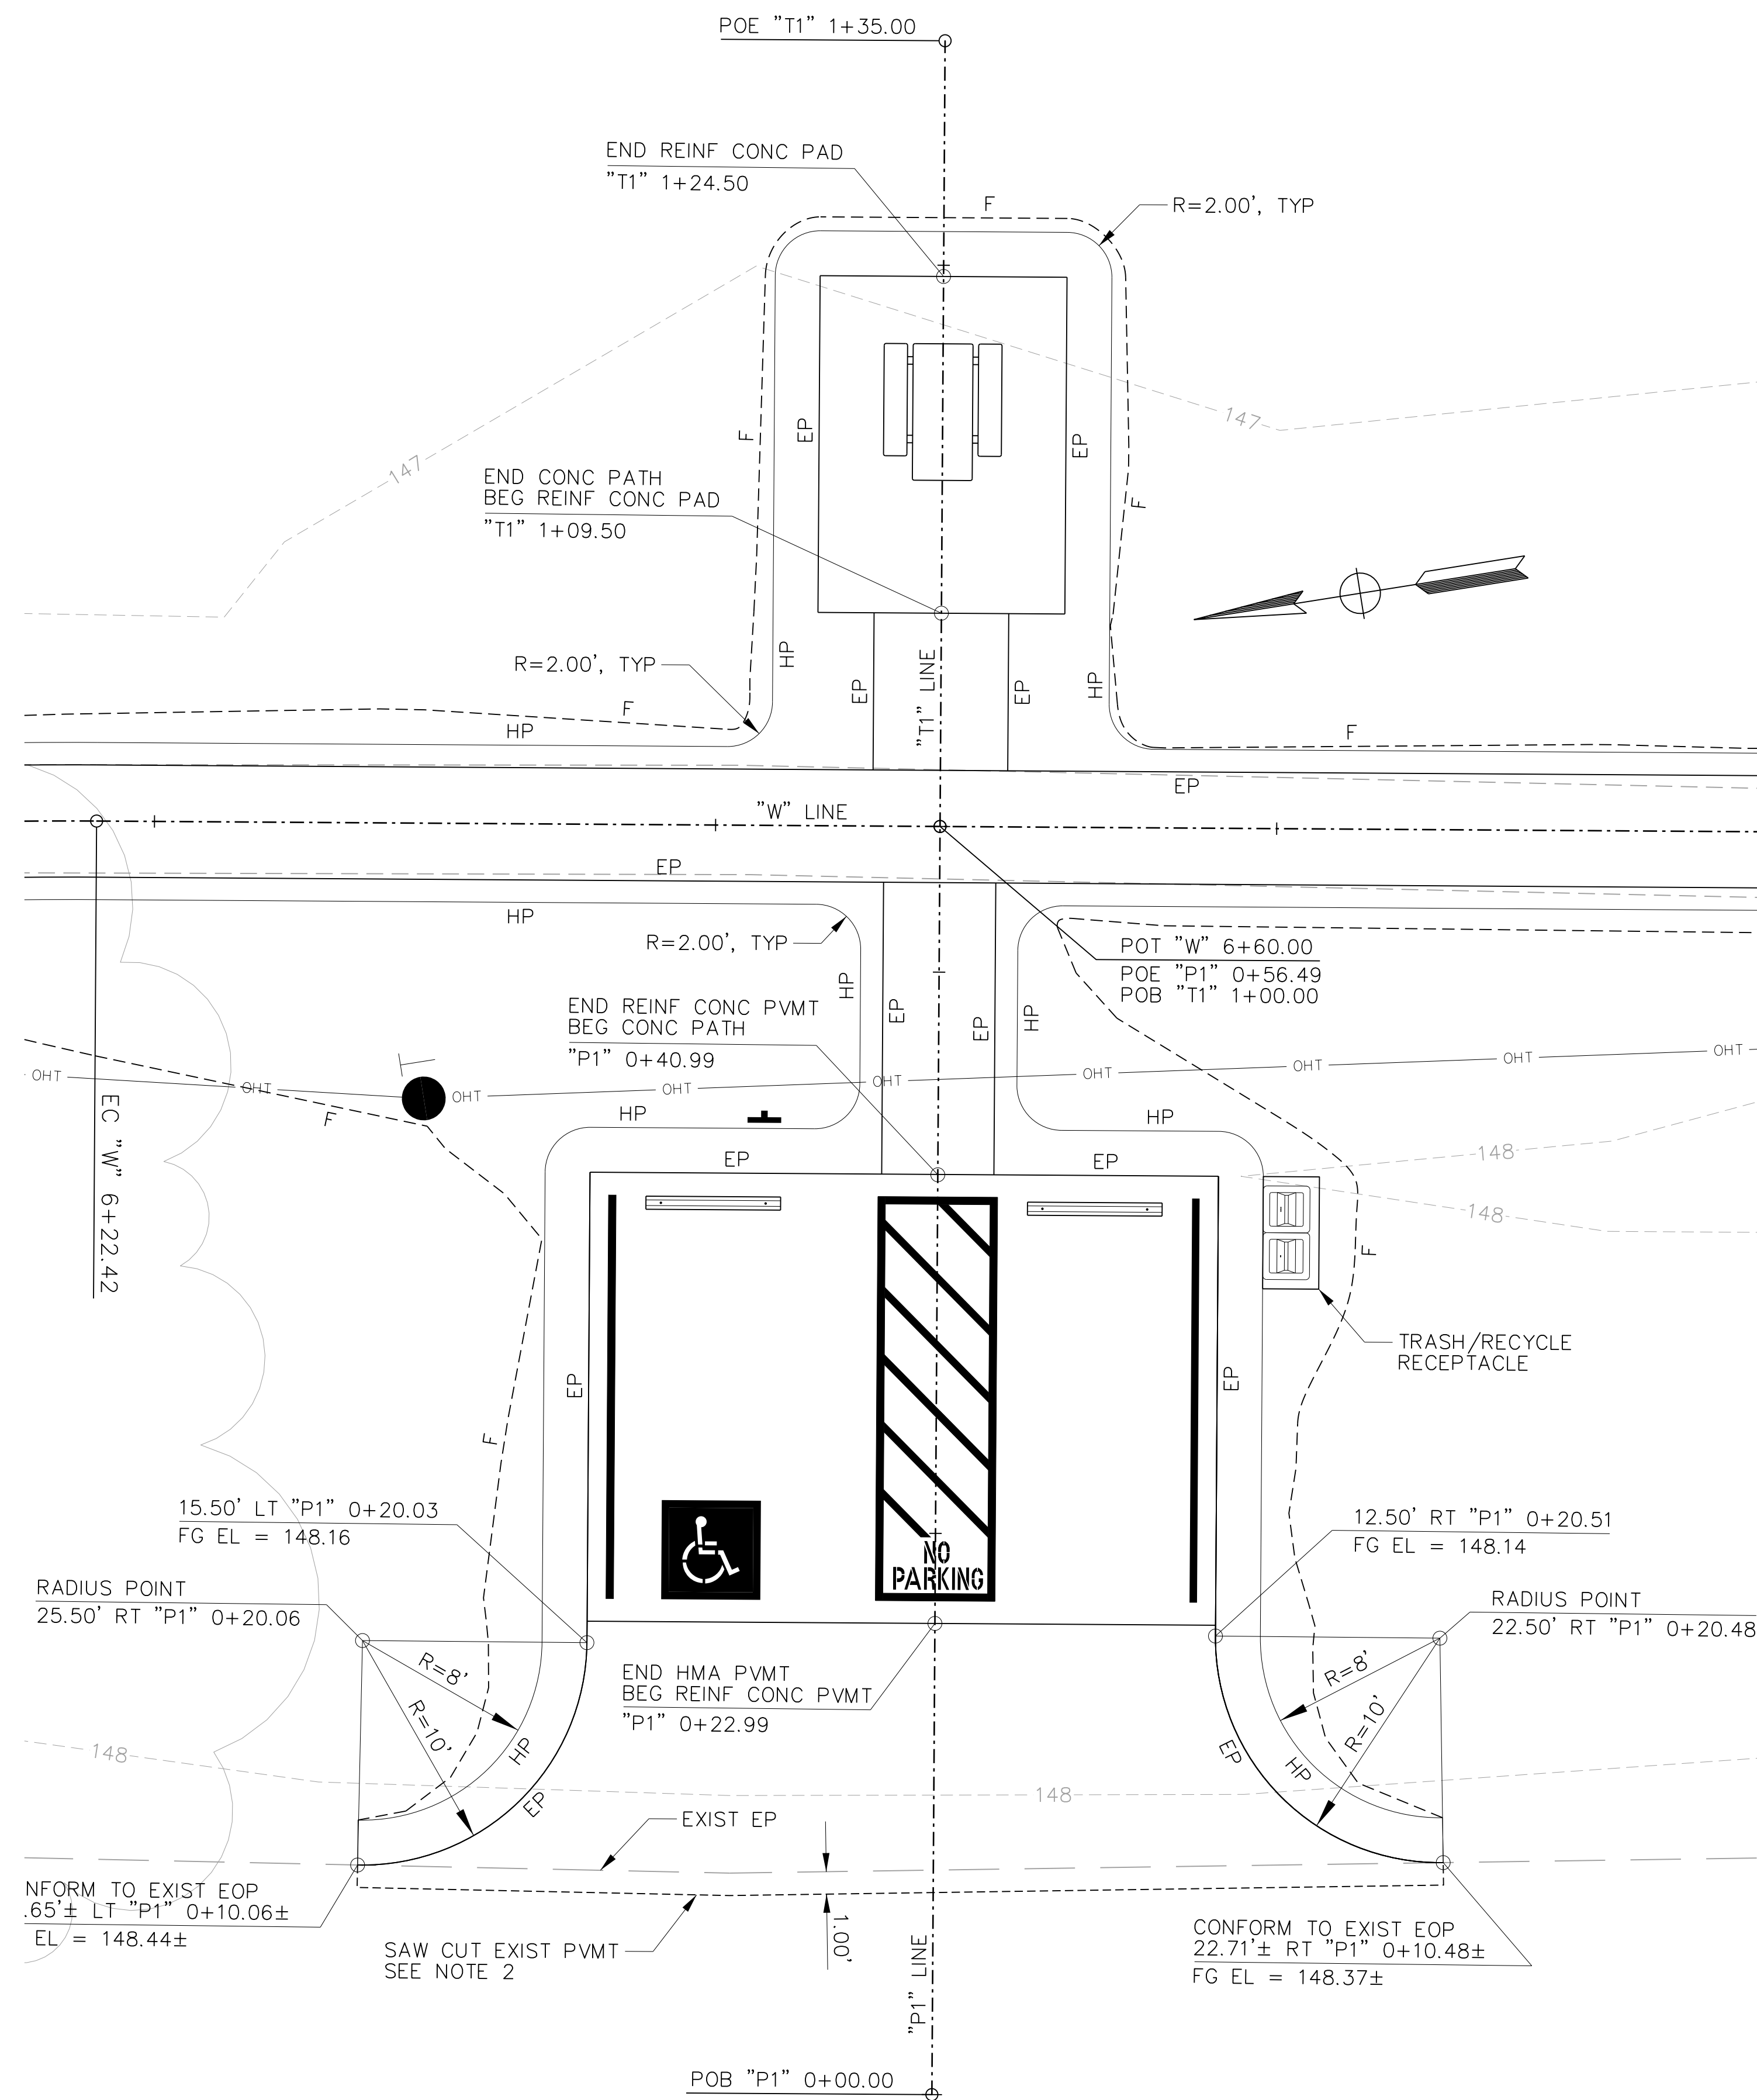 POE "T1" 1+35.00
END REINF CONC PAD
"T1" 1+24.50
F
R=2.00', TYP
147
147
F
EP
EP
F
END CONC PATH
BEG REINF CONC PAD
"T1" 1+09.50
R=2.00', TYP
HP
EP
"T1" LINE
EP
HP
F
HP
F
EP
"W" LINE
EP
HP
R=2.00', TYP
HP
EP
EP
HP
POT "W" 6+60.00
POE "P1" 0+56.49
POB "T1" 1+00.00
END REINF CONC PVMT
BEG CONC PATH
"P1" 0+40.99
OHT
OHT
OHT
OHT
OHT
OHT
OHT
OHT
OHT
EC "W" 6+22.42
F
HP
HP
EP
EP
148
148
F
TRASH/RECYCLE
RECEPTACLE
EP
EP
F
15.50' LT "P1" 0+20.03
FG EL = 148.16
12.50' RT "P1" 0+20.51
FG EL = 148.14
NO
PARKING
RADIUS POINT
25.50' RT "P1" 0+20.06
RADIUS POINT
22.50' RT "P1" 0+20.48
R=8'
R=10'
HP
EP
END HMA PVMT
BEG REINF CONC PVMT
"P1" 0+22.99
R=8'
R=10'
EP
HP
148
148
EXIST EP
NFORM TO EXIST EOP
.65'± LT "P1" 0+10.06±
EL = 148.44±
SAW CUT EXIST PVMT
SEE NOTE 2
1.00'
"P1" LINE
CONFORM TO EXIST EOP
22.71'± RT "P1" 0+10.48±
FG EL = 148.37±
POB "P1" 0+00.00